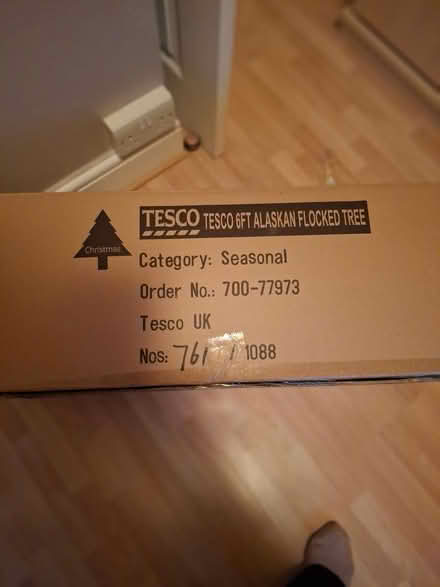 Christmas
TESCO TESCO 6FT ALASKAN FLOCKED TREE
Category: Seasonal
Order No.: 700-77973
Tesco UK
Nos: 761 / 1088